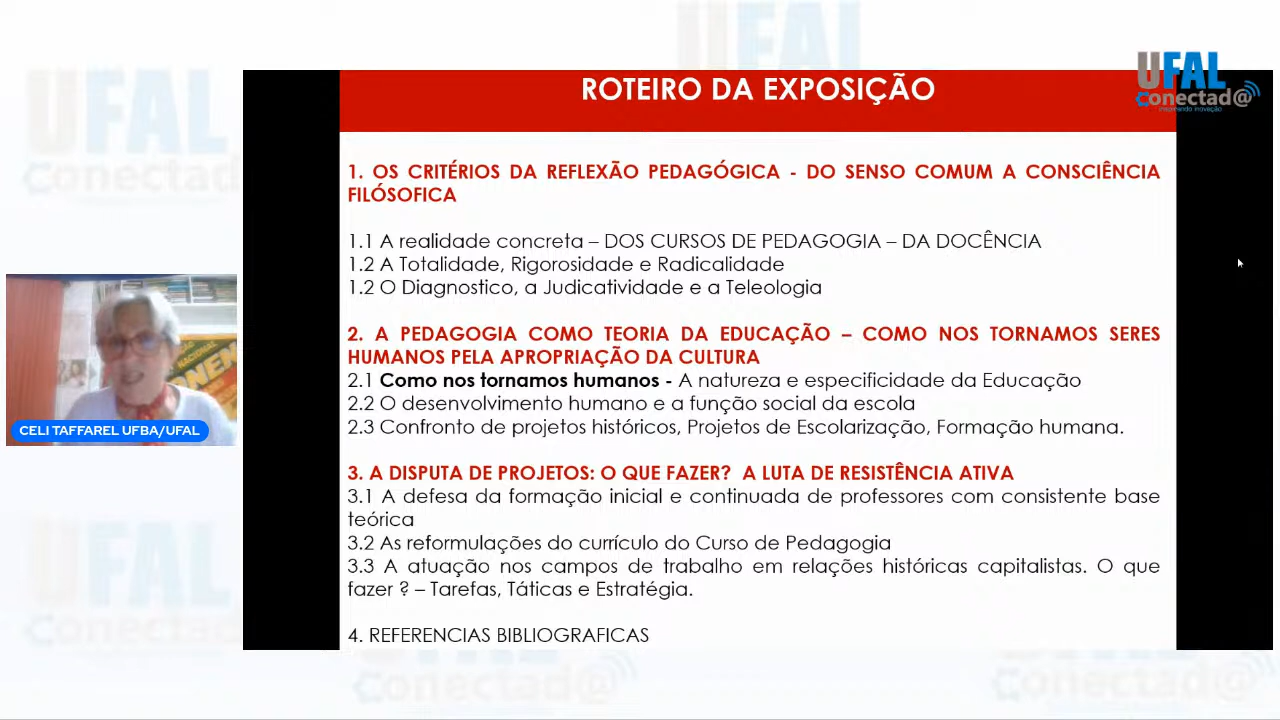 ROTEIRO DA EXPOSIÇÃO
UFAL
Conectad@
1. OS CRITÉRIOS DA REFLEXÃO PEDAGÓGICA - DO SENSO COMUM A CONSCIÊNCIA
FILÓSOFICA
1.1 A realidade concreta – DOS CURSOS DE PEDAGOGIA – DA DOCÊNCIA
1.2 A Totalidade, Rigorosidade e Radicalidade
1.2 O Diagnostico, a Judicatividade e a Teleologia
2. A PEDAGOGIA COMO TEORIA DA EDUCAÇÃO – COMO NOS TORNAMOS SERES
HUMANOS PELA APROPRIAÇÃO DA CULTURA
2.1 Como nos tornamos humanos - A natureza e especificidade da Educação
2.2 O desenvolvimento humano e a função social da escola
2.3 Confronto de projetos históricos, Projetos de Escolarização, Formação humana.
3. A DISPUTA DE PROJETOS: O QUE FAZER? A LUTA DE RESISTÊNCIA ATIVA
3.1 A defesa da formação inicial e continuada de professores com consistente base
teórica
3.2 As reformulações do currículo do Curso de Pedagogia
3.3 A atuação nos campos de trabalho em relações históricas capitalistas. O que
fazer ? – Tarefas, Táticas e Estratégia.
4. REFERENCIAS BIBLIOGRAFICAS
CELI TAFFAREL UFBA/UFAL
UFAL
Conectad@
UFAL
Conectad@